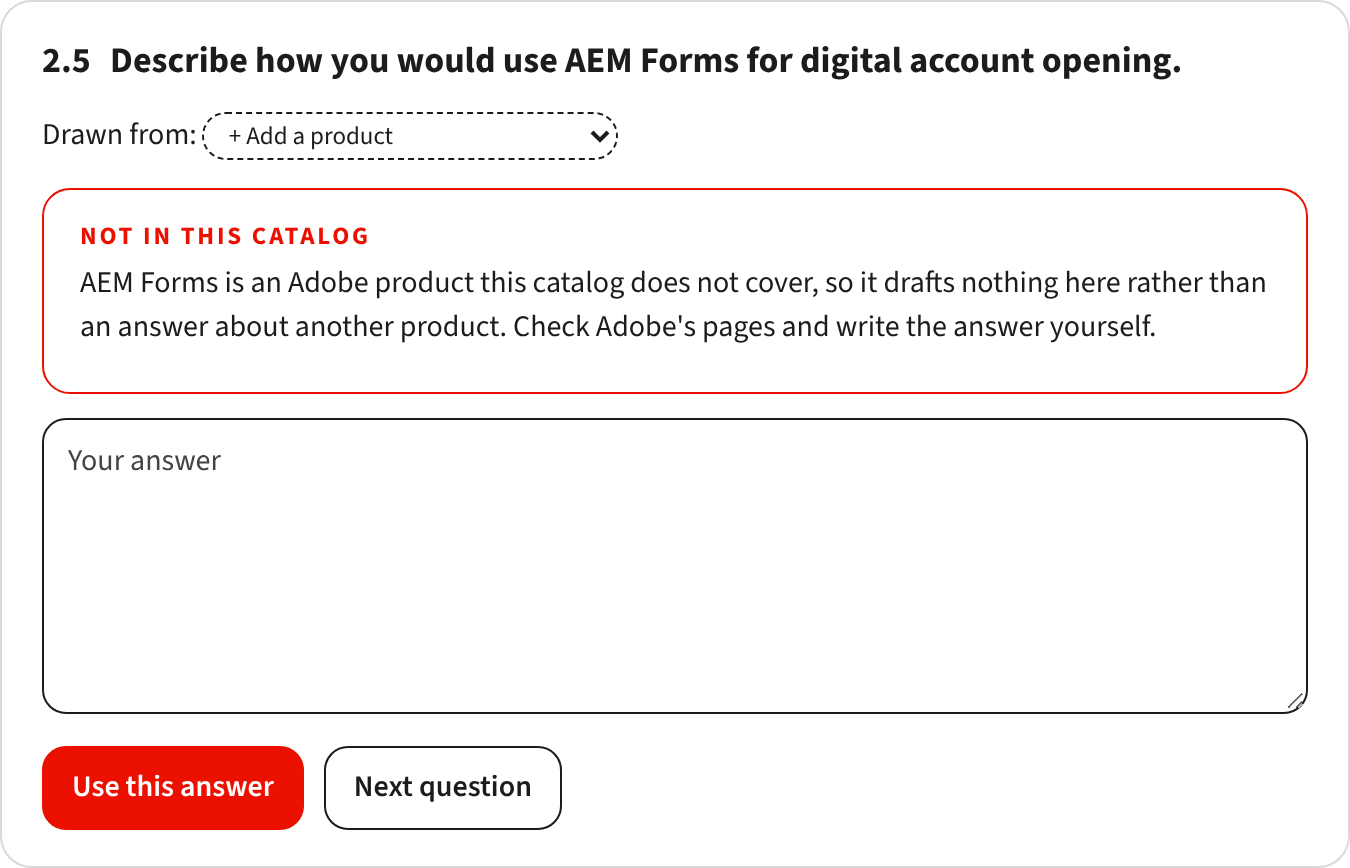 2.5 Describe how you would use AEM Forms for digital account opening.
Drawn from: + Add a product
NOT IN THIS CATALOG
AEM Forms is an Adobe product this catalog does not cover, so it drafts nothing here rather than
an answer about another product. Check Adobe's pages and write the answer yourself.
Your answer
Use this answer
Next question